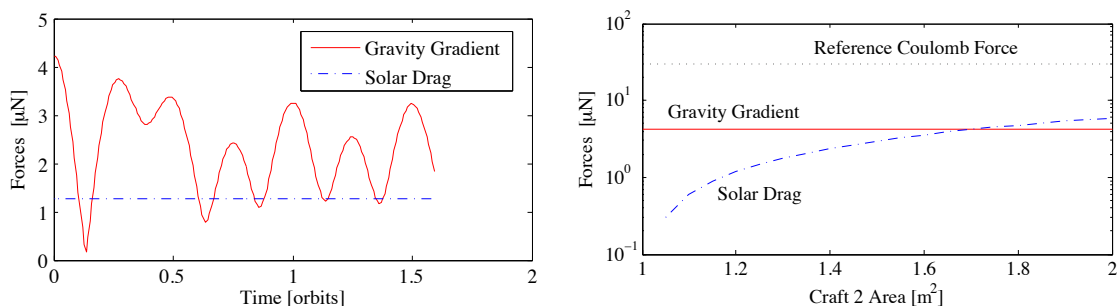 5
4
3
2
1
0
Forces [µN]
0
0.5
1
1.5
2
Time [orbits]
Gravity Gradient
Solar Drag
10²
10¹
10⁰
10⁻¹
Forces [µN]
Reference Coulomb Force
Gravity Gradient
Solar Drag
1
1.2
1.4
1.6
1.8
2
Craft 2 Area [m²]